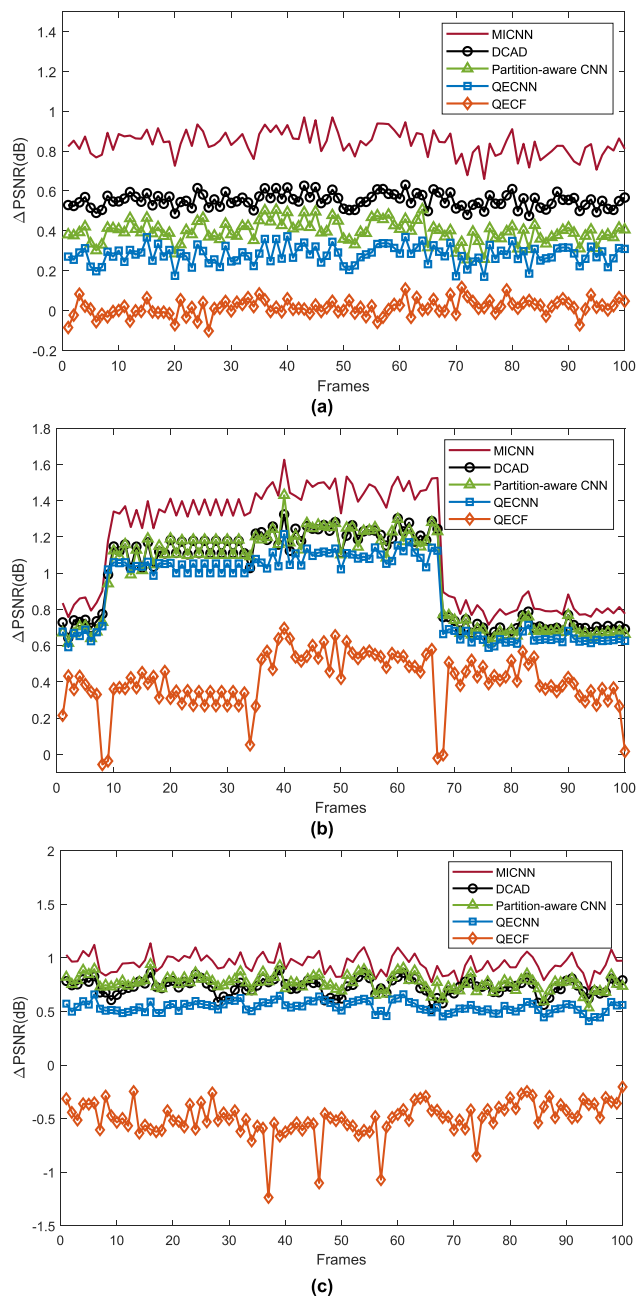 1.4
1.2
1
0.8
0.6
0.4
0.2
0
-0.2
Δ PSNR(dB)
MICNN
DCAD
Partition-aware CNN
QECNN
QECF
0 10 20 30 40 50 60 70 80 90 100
Frames
(a)
1.8
1.6
1.4
1.2
1
0.8
0.6
0.4
0.2
0
Δ PSNR(dB)
MICNN
DCAD
Partition-aware CNN
QECNN
QECF
0 10 20 30 40 50 60 70 80 90 100
Frames
(b)
2
1.5
1
0.5
0
-0.5
-1
-1.5
Δ PSNR(dB)
MICNN
DCAD
Partition-aware CNN
QECNN
QECF
0 10 20 30 40 50 60 70 80 90 100
Frames
(c)